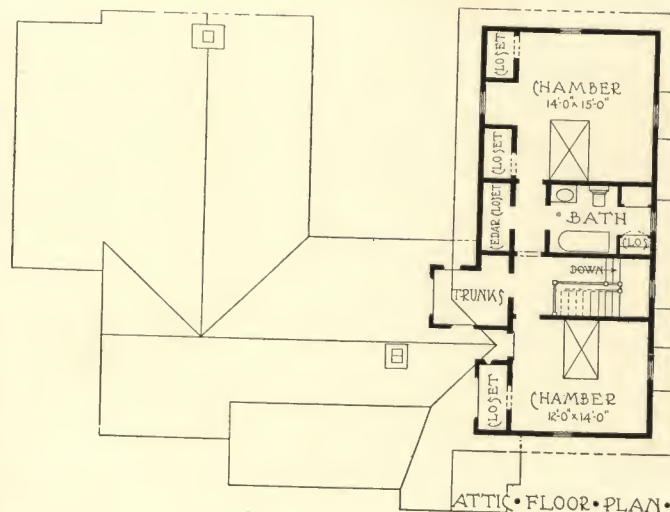 CLOSET
CHAMBER
14'-0" x 15'-0"
CLOSET
CEDAR CLOSET
BATH
CLOS
DOWN
TRUNKS
CLOSET
CHAMBER
12'-0" x 14'-0"
ATTIC • FLOOR • PLAN •